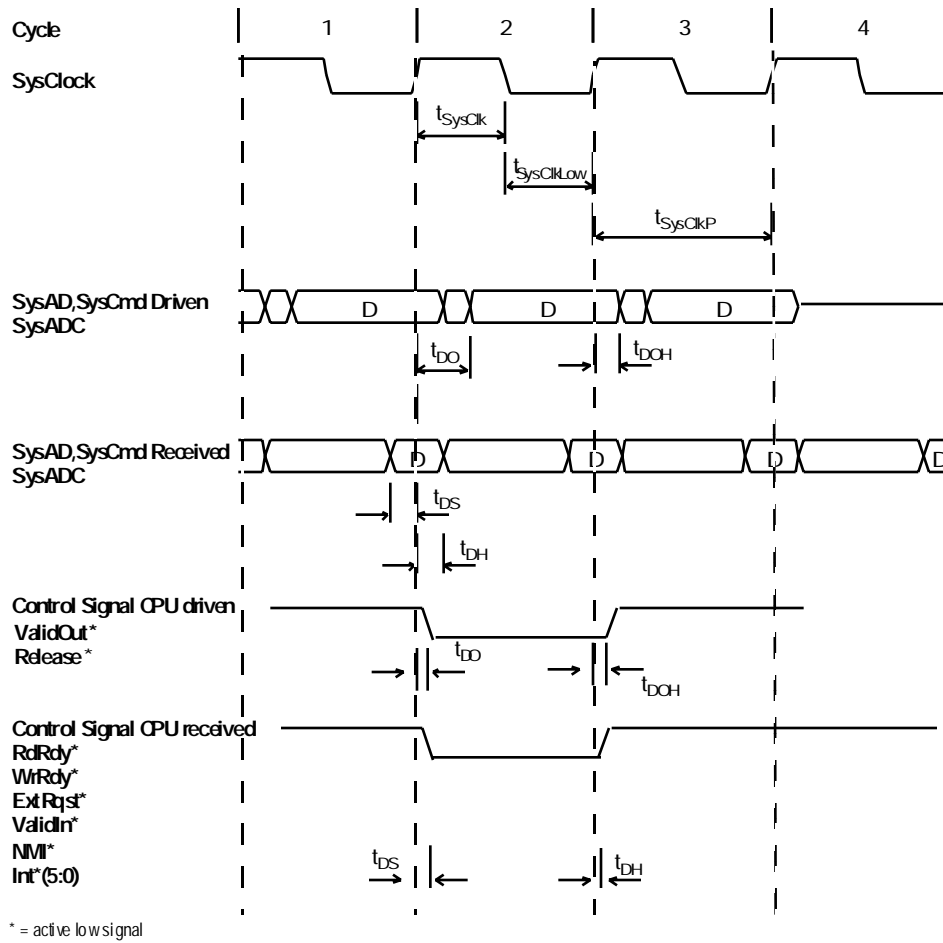 Cycle 1 2 3 4
SysClock
tSysClk
tSysClkLow
tSysClkP
SysAD,SysCmd Driven
SysADC
D D D
tDO tDOH
SysAD,SysCmd Received
SysADC
D D D D
tDS
tDH
Control Signal CPU driven
ValidOut*
Release*
tDO
tDOH
Control Signal CPU received
RdRdy*
WrRdy*
ExtRqst*
ValidIn*
NMI*
Int*(5:0)
tDS tDH
* = active low signal